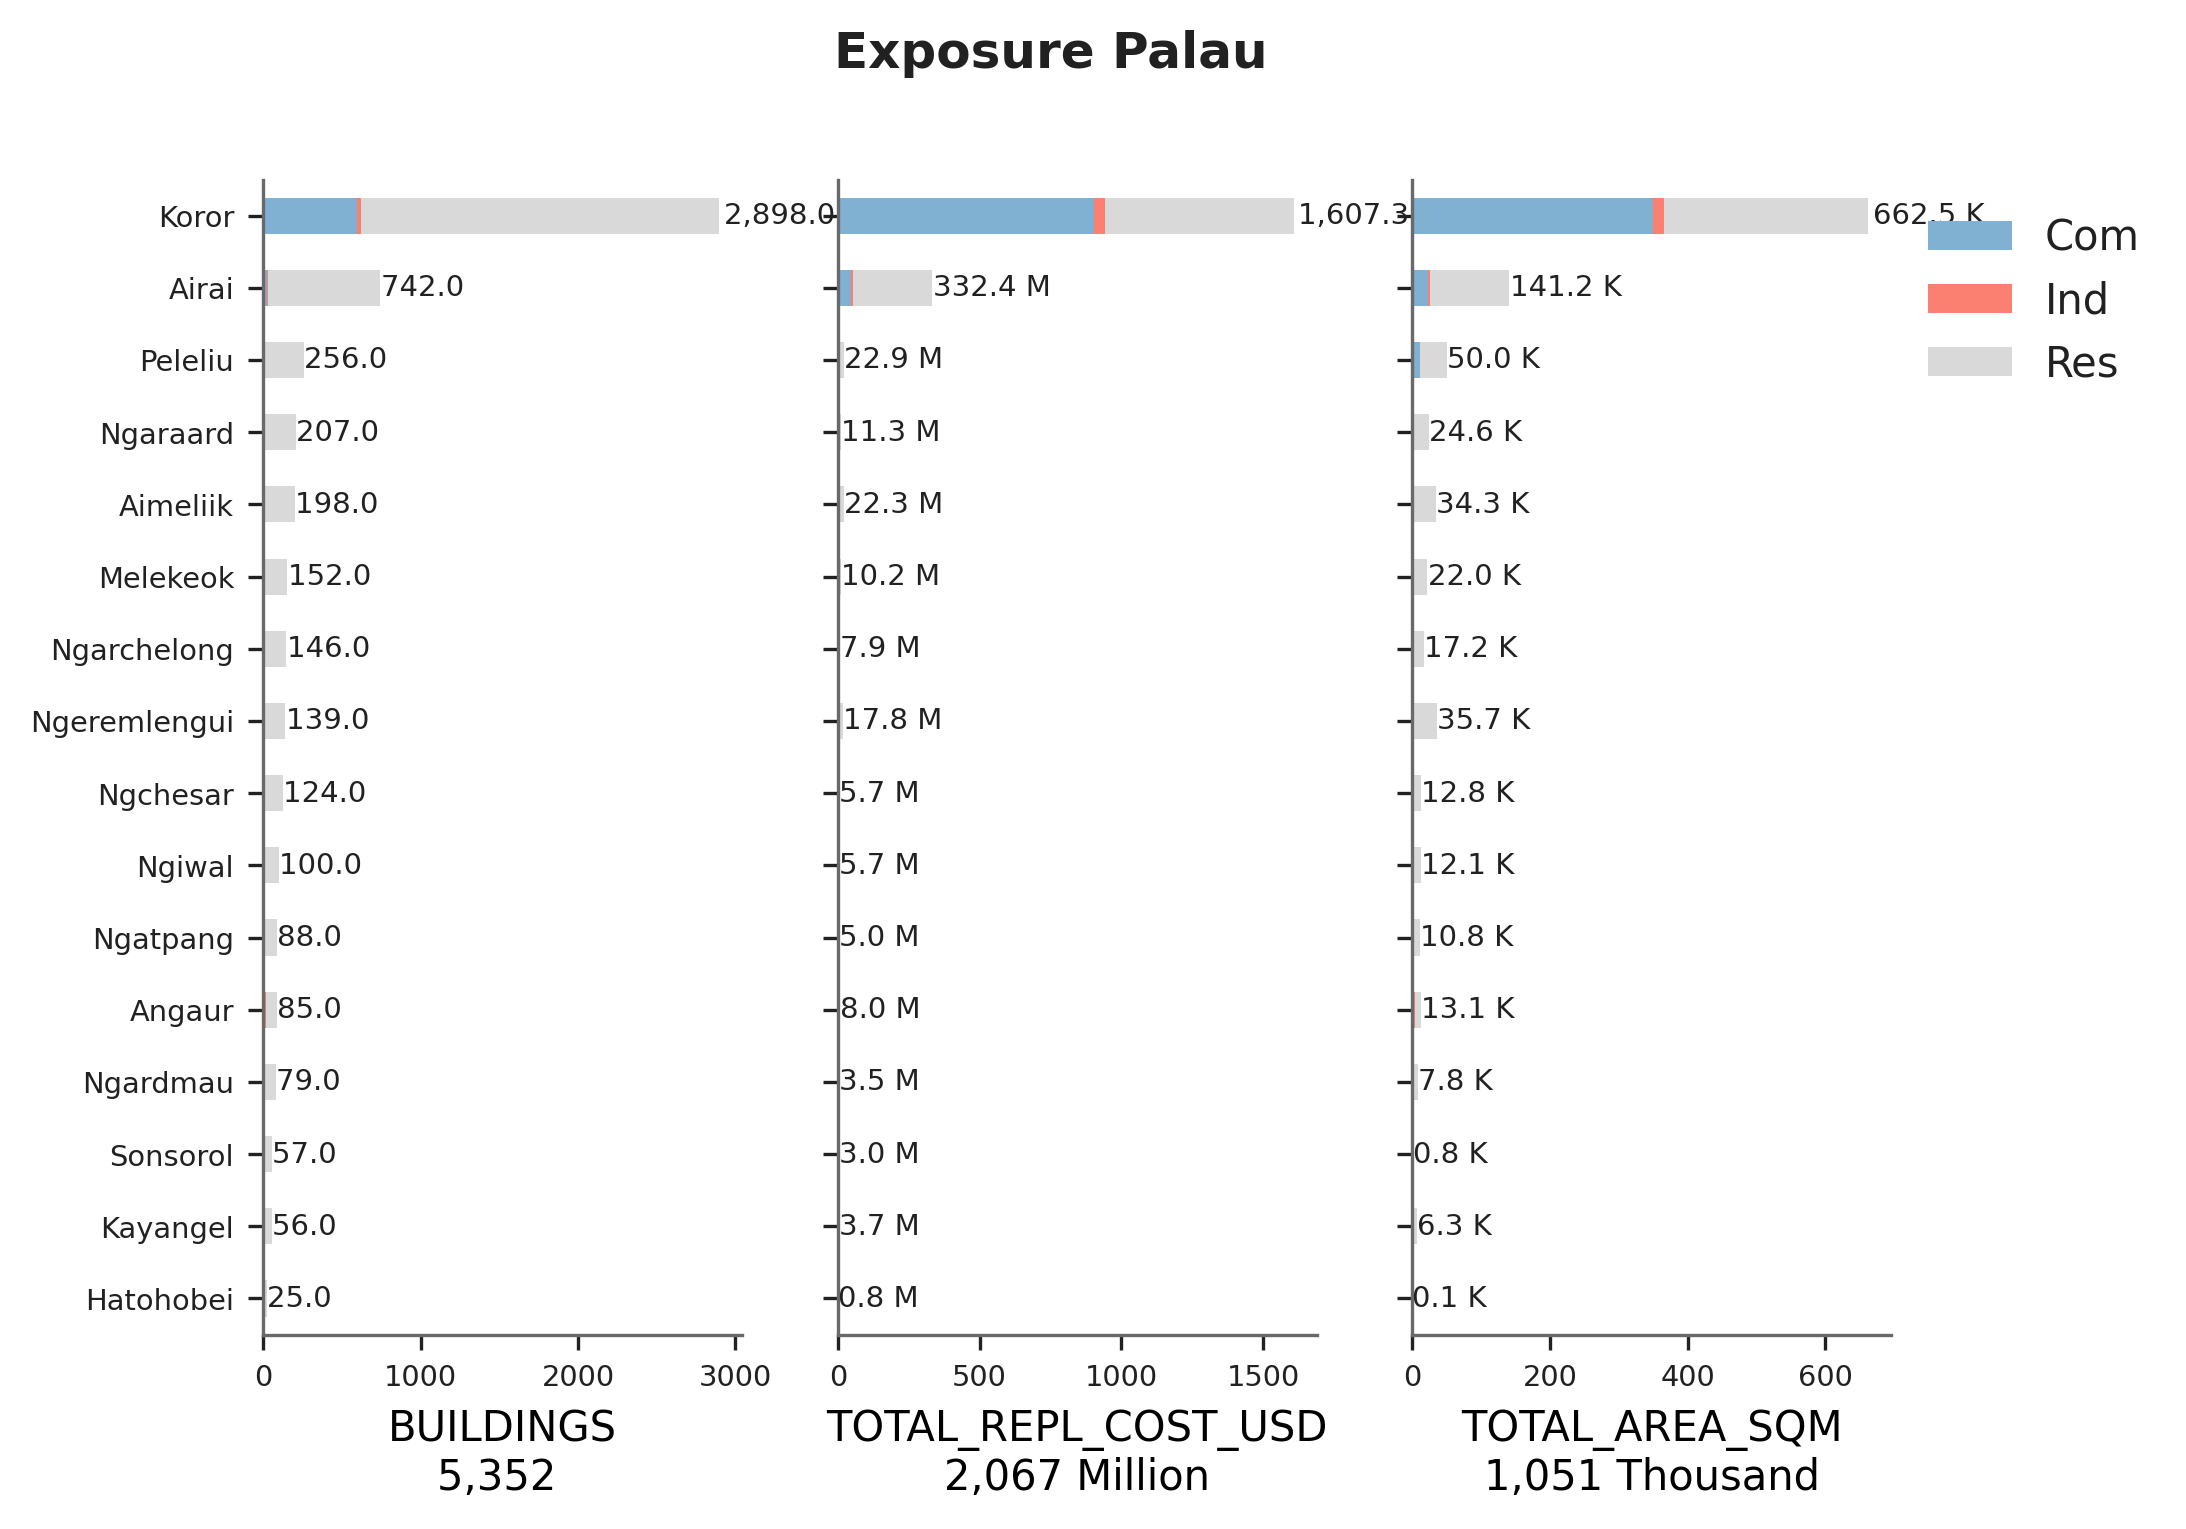 Exposure Palau
Koror 2,898.0 1,607.3 662.5 K
Airai 742.0 332.4 M 141.2 K
Peleliu 256.0 22.9 M 50.0 K
Ngaraard 207.0 11.3 M 24.6 K
Aimeliik 198.0 22.3 M 34.3 K
Melekeok 152.0 10.2 M 22.0 K
Ngarchelong 146.0 7.9 M 17.2 K
Ngeremlengui 139.0 17.8 M 35.7 K
Ngchesar 124.0 5.7 M 12.8 K
Ngiwal 100.0 5.7 M 12.1 K
Ngatpang 88.0 5.0 M 10.8 K
Angaur 85.0 8.0 M 13.1 K
Ngardmau 79.0 3.5 M 7.8 K
Sonsorol 57.0 3.0 M 0.8 K
Kayangel 56.0 3.7 M 6.3 K
Hatohobei 25.0 0.8 M 0.1 K
0 1000 2000 3000 0 500 1000 1500 0 200 400 600
BUILDINGS
5,352
TOTAL_REPL_COST_USD
2,067 Million
TOTAL_AREA_SQM
1,051 Thousand
Com
Ind
Res